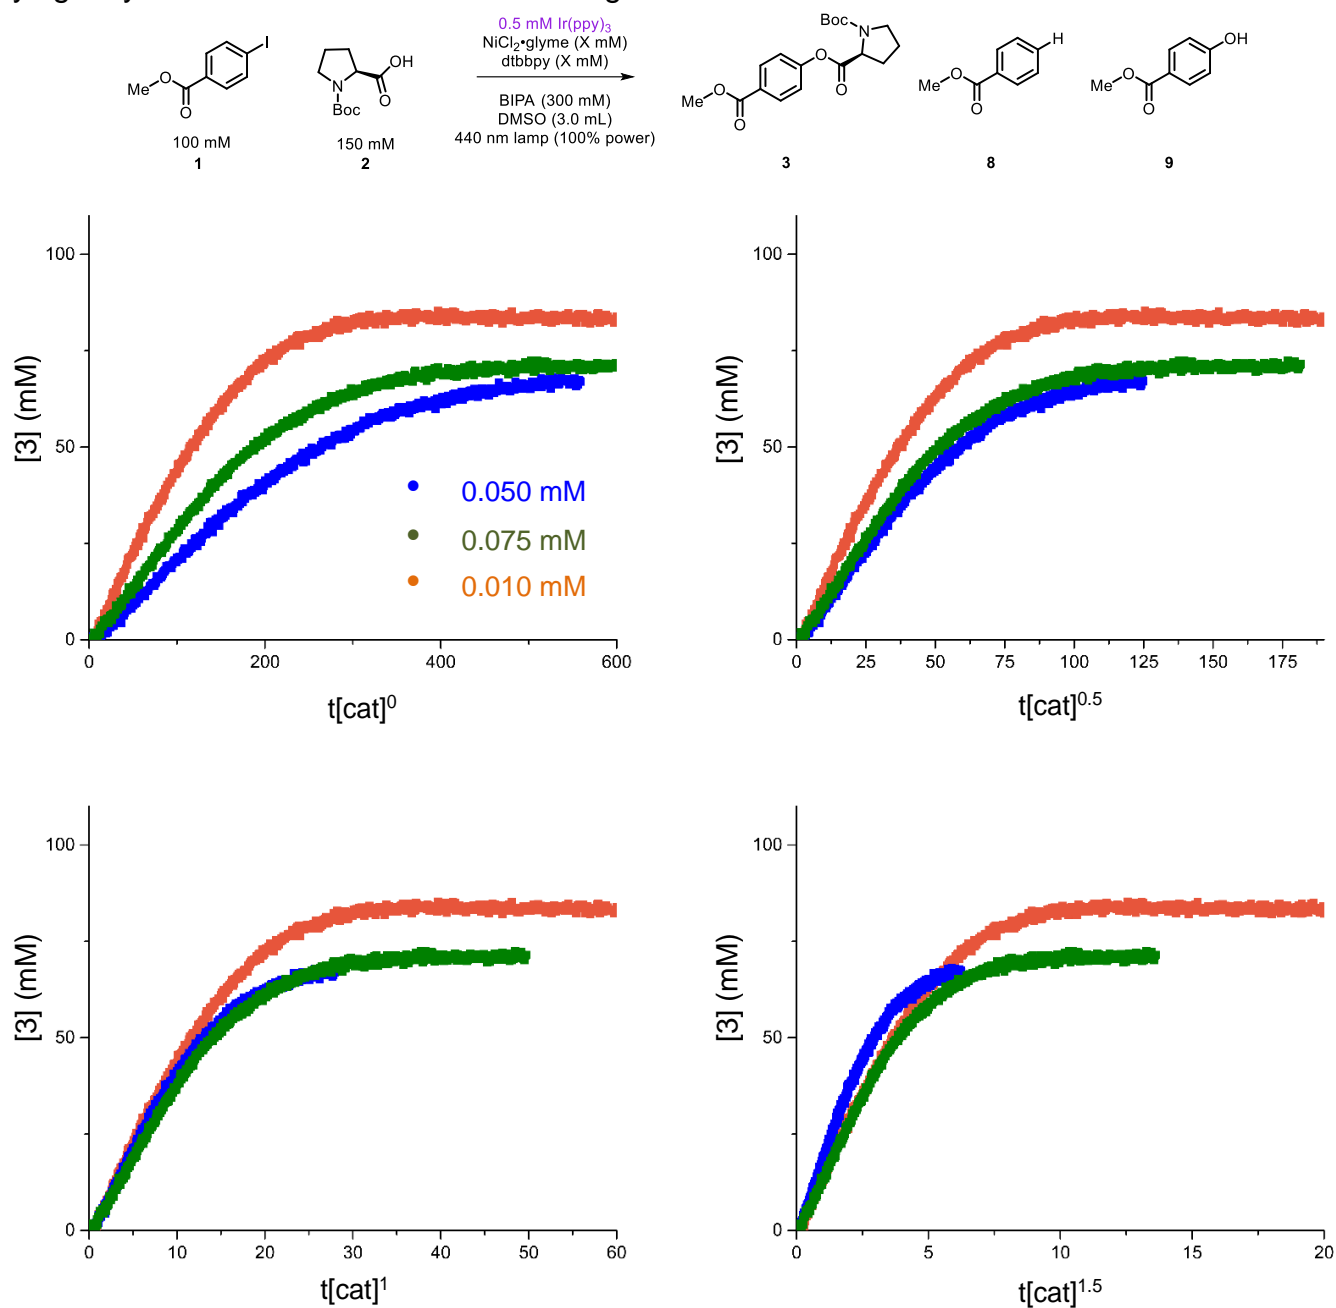 I
Me
O
O
100 mM
1
N
Boc
OH
O
150 mM
2
0.5 mM Ir(ppy)3
NiCl2•glyme (X mM)
dtbbpy (X mM)
BIPA (300 mM)
DMSO (3.0 mL)
440 nm lamp (100% power)
Boc
N
O
O
Me
O
O
3
H
Me
O
O
8
OH
Me
O
O
9
[3] (mM)
100
50
0
0 200 400 600
t[cat]0
0.050 mM
0.075 mM
0.010 mM
[3] (mM)
100
50
0
0 25 50 75 100 125 150 175
t[cat]0.5
[3] (mM)
100
50
0
0 10 20 30 40 50 60
t[cat]1
[3] (mM)
100
50
0
0 5 10 15 20
t[cat]1.5